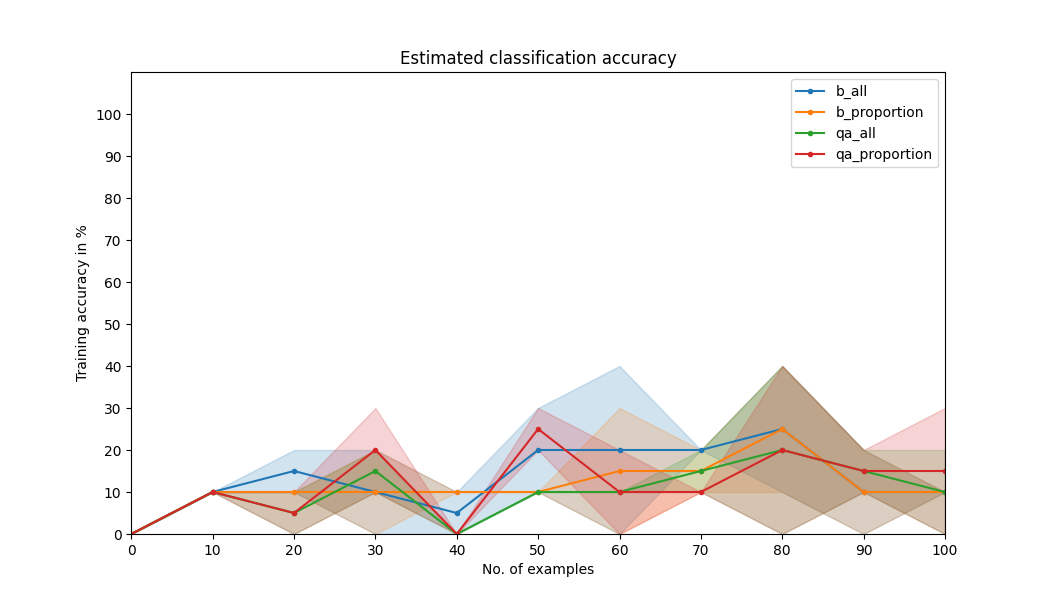 Estimated classification accuracy
b_all
b_proportion
qa_all
qa_proportion
Training accuracy in %
100
90
80
70
60
50
40
30
20
10
0
0 10 20 30 40 50 60 70 80 90 100
No. of examples